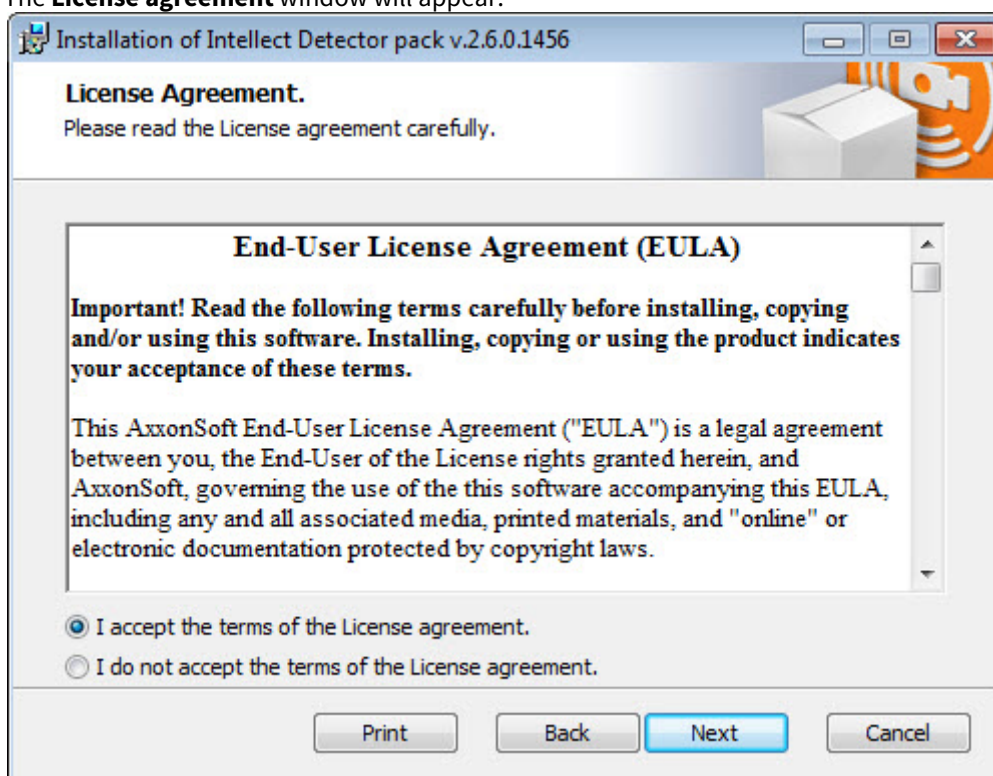 The License agreement window will appear.
Installation of Intellect Detector pack v.2.6.0.1456
License Agreement.
Please read the License agreement carefully.
End-User License Agreement (EULA)
Important! Read the following terms carefully before installing, copying
and/or using this software. Installing, copying or using the product indicates
your acceptance of these terms.
This AxxonSoft End-User License Agreement ("EULA") is a legal agreement
between you, the End-User of the License rights granted herein, and
AxxonSoft, governing the use of the this software accompanying this EULA,
including any and all associated media, printed materials, and "online" or
electronic documentation protected by copyright laws.
I accept the terms of the License agreement.
I do not accept the terms of the License agreement.
Print
Back
Next
Cancel